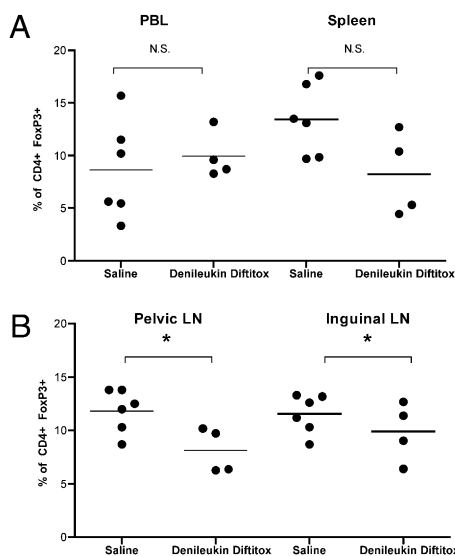 A
PBL
Spleen
N.S.
N.S.
% of CD4+ FoxP3+
20
15
10
5
0
Saline
Denileukin Diftitox
Saline
Denileukin Diftitox
B
Pelvic LN
Inguinal LN
*
*
% of CD4+ FoxP3+
20
15
10
5
0
Saline
Denileukin Diftitox
Saline
Denileukin Diftitox